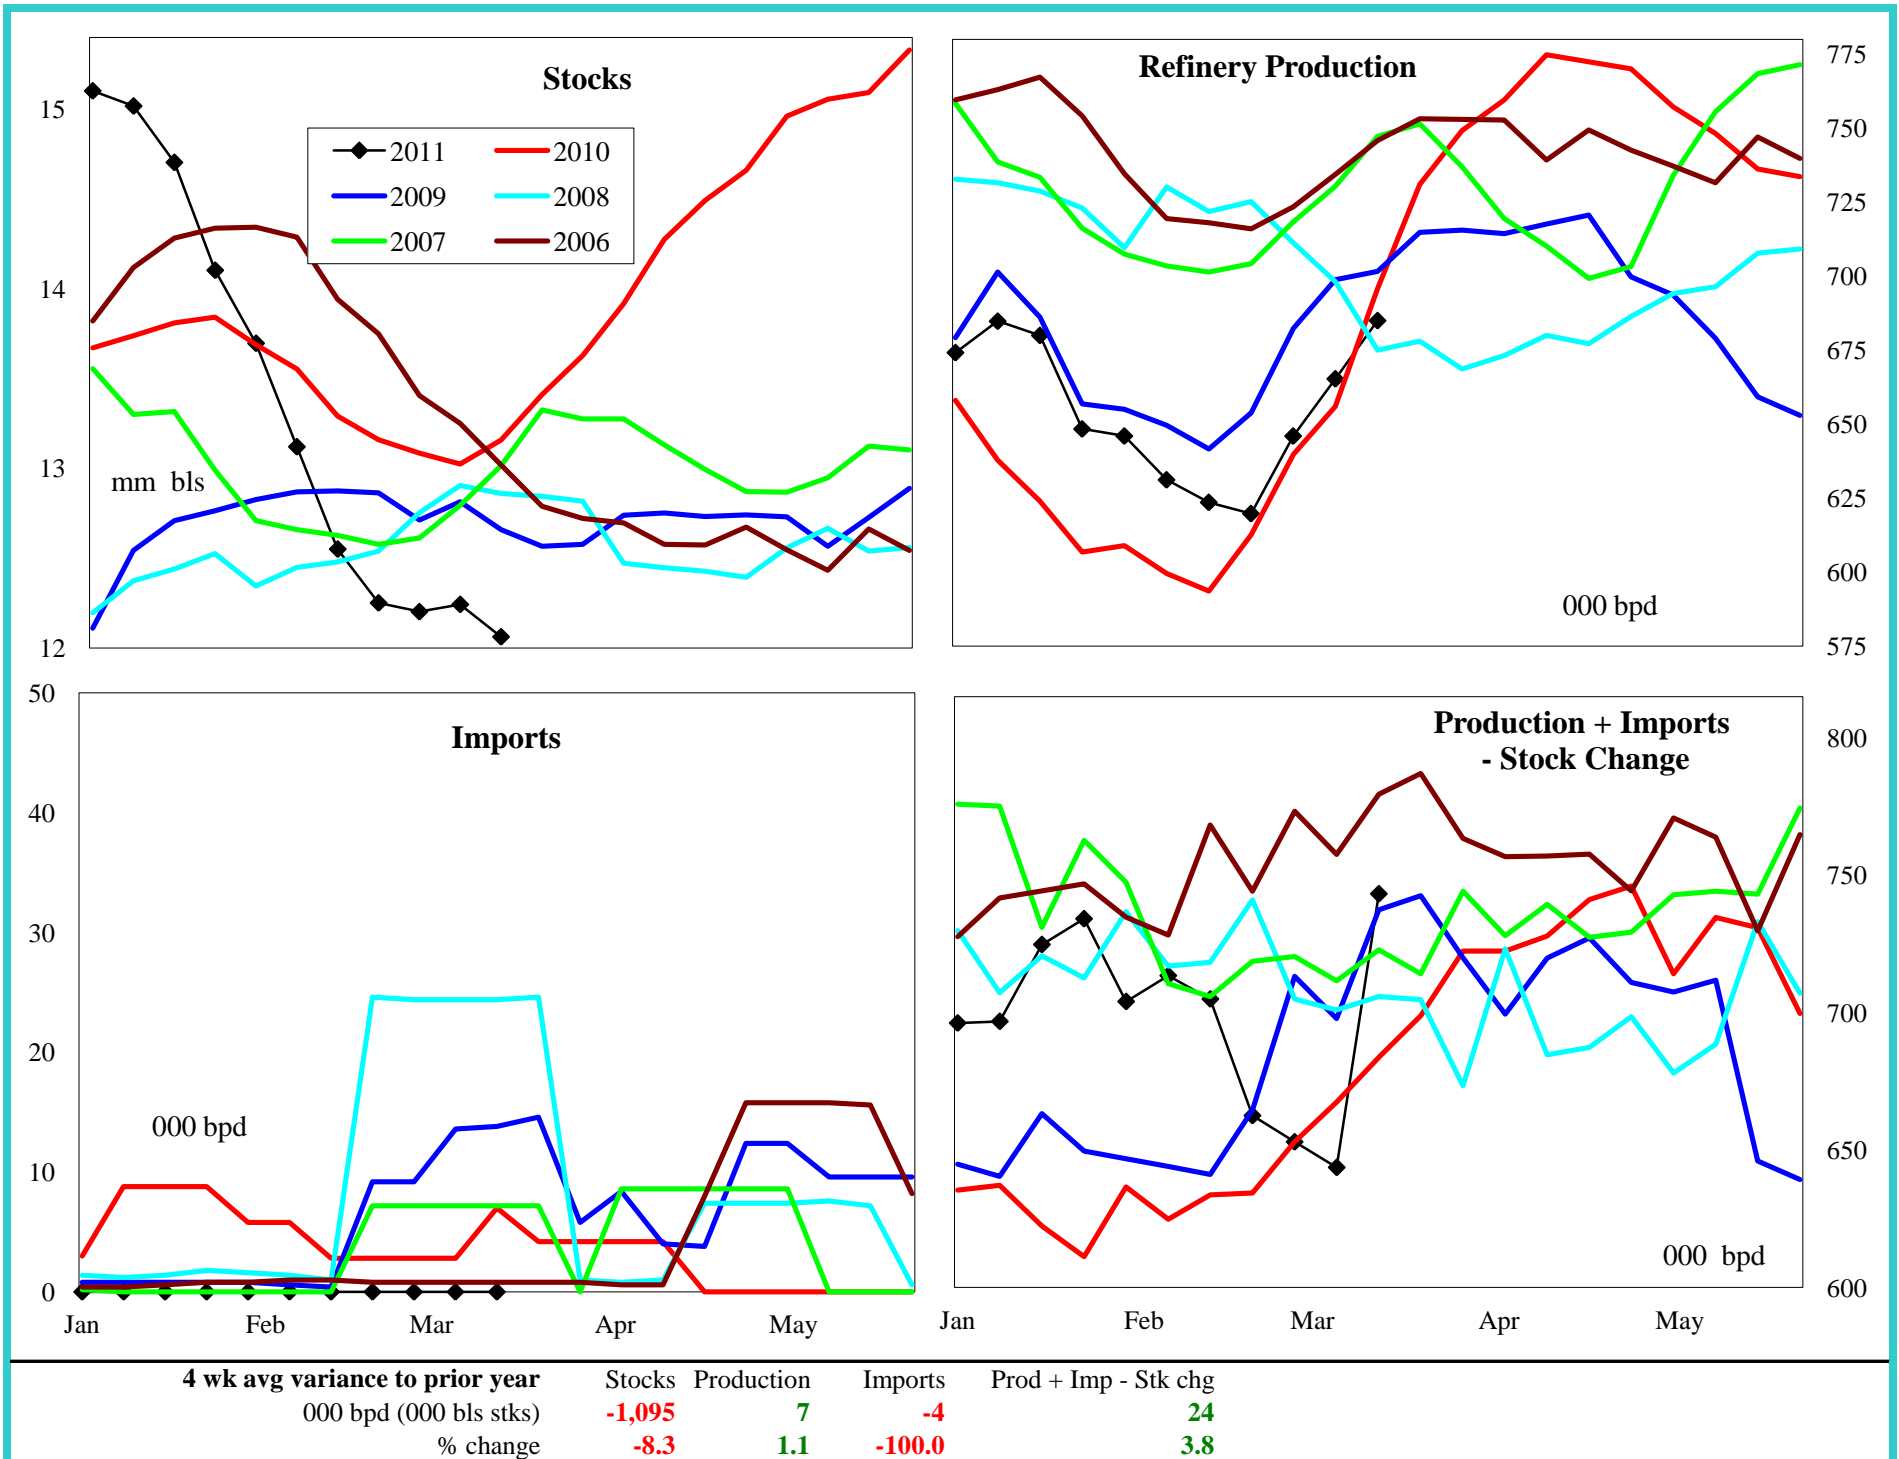 Stocks
15
14
13
12
mm bls
2011 2010
2009 2008
2007 2006
Refinery Production
775
750
725
700
675
650
625
600
575
000 bpd
Imports
50
40
30
20
10
0
000 bpd
Jan Feb Mar Apr May
Production + Imports
- Stock Change
800
750
700
650
600
000 bpd
Jan Feb Mar Apr May
4 wk avg variance to prior year Stocks Production Imports Prod + Imp - Stk chg
000 bpd (000 bls stks) -1,095 7 -4 24
% change -8.3 1.1 -100.0 3.8